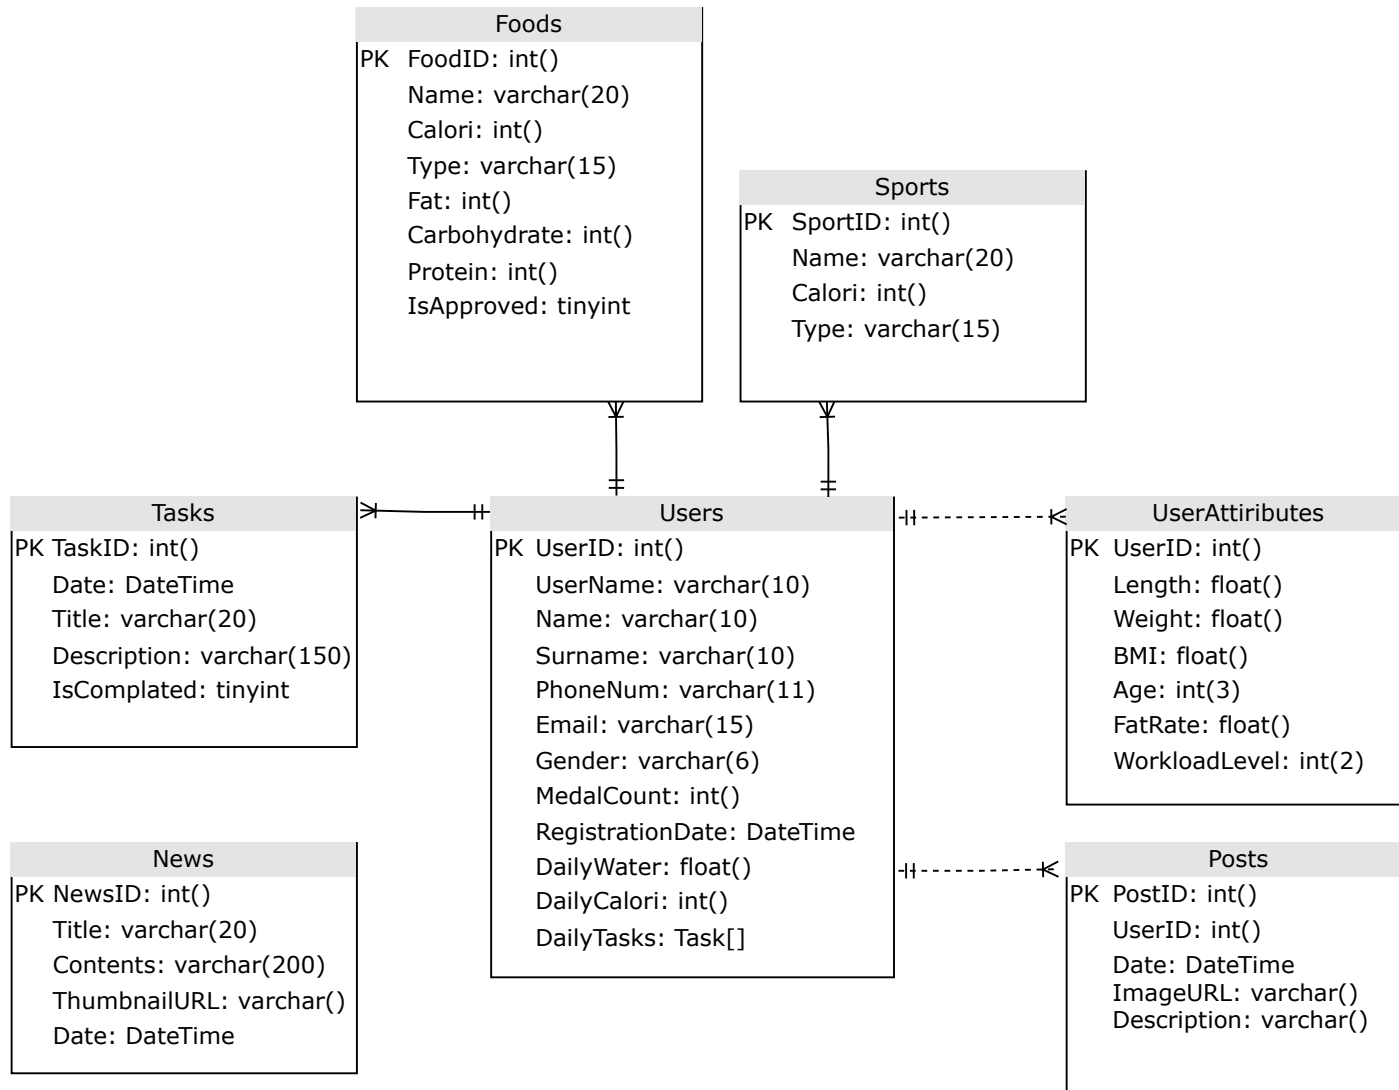 Foods
PK FoodID: int()
Name: varchar(20)
Calori: int()
Type: varchar(15)
Fat: int()
Carbohydrate: int()
Protein: int()
IsApproved: tinyint
Sports
PK SportID: int()
Name: varchar(20)
Calori: int()
Type: varchar(15)
Tasks
PK TaskID: int()
Date: DateTime
Title: varchar(20)
Description: varchar(150)
IsComplated: tinyint
Users
PK UserID: int()
UserName: varchar(10)
Name: varchar(10)
Surname: varchar(10)
PhoneNum: varchar(11)
Email: varchar(15)
Gender: varchar(6)
MedalCount: int()
RegistrationDate: DateTime
DailyWater: float()
DailyCalori: int()
DailyTasks: Task[]
UserAttiributes
PK UserID: int()
Length: float()
Weight: float()
BMI: float()
Age: int(3)
FatRate: float()
WorkloadLevel: int(2)
News
PK NewsID: int()
Title: varchar(20)
Contents: varchar(200)
ThumbnailURL: varchar()
Date: DateTime
Posts
PK PostID: int()
UserID: int()
Date: DateTime
ImageURL: varchar()
Description: varchar()